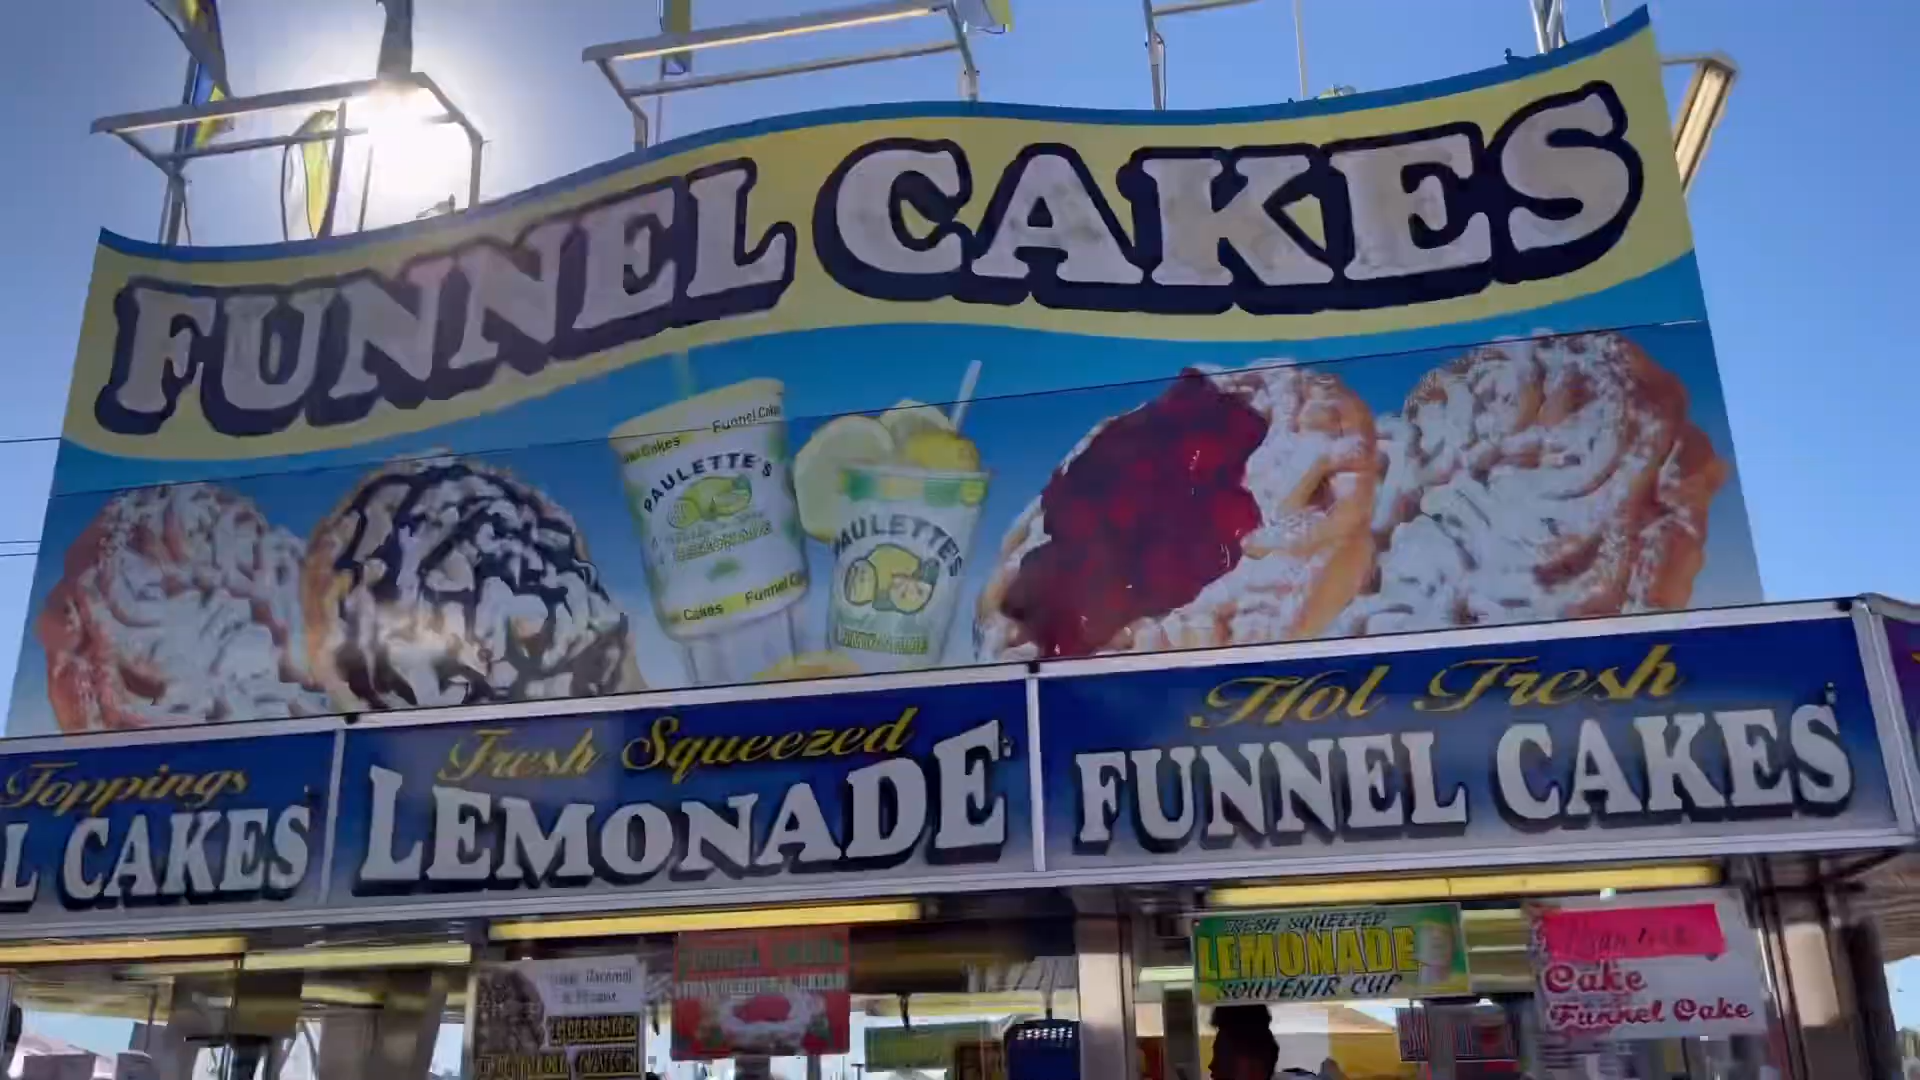 FUNNEL CAKES
Cakes Funnel Cake
PAULETTE'S
Cakes Funnel
PAULETTE'S
Toppings
L CAKES
Fresh Squeezed
LEMONADE
Hot Fresh
FUNNEL CAKES
FRESH SQUEEZED
LEMONADE
SOUVENIR CUP
Cake
Funnel Cake